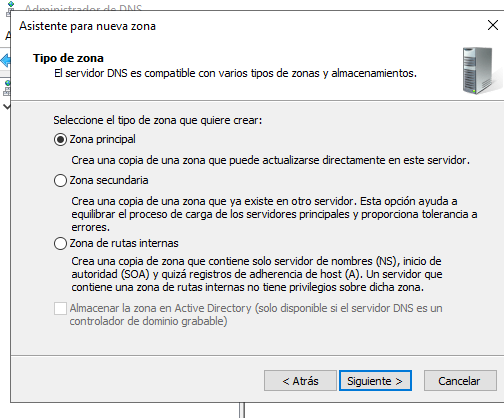 Administrador de DNS
Asistente para nueva zona
Tipo de zona
El servidor DNS es compatible con varios tipos de zonas y almacenamientos.
Seleccione el tipo de zona que quiere crear:
Zona principal
Crea una copia de una zona que puede actualizarse directamente en este servidor.
Zona secundaria
Crea una copia de una zona que ya existe en otro servidor. Esta opción ayuda a
equilibrar el proceso de carga de los servidores principales y proporciona tolerancia a
errores.
Zona de rutas internas
Crea una copia de zona que contiene solo servidor de nombres (NS), inicio de
autoridad (SOA) y quizá registros de adherencia de host (A). Un servidor que
contiene una zona de rutas internas no tiene privilegios sobre dicha zona.
Almacenar la zona en Active Directory (solo disponible si el servidor DNS es un
controlador de dominio grabable)
< Atrás
Siguiente >
Cancelar